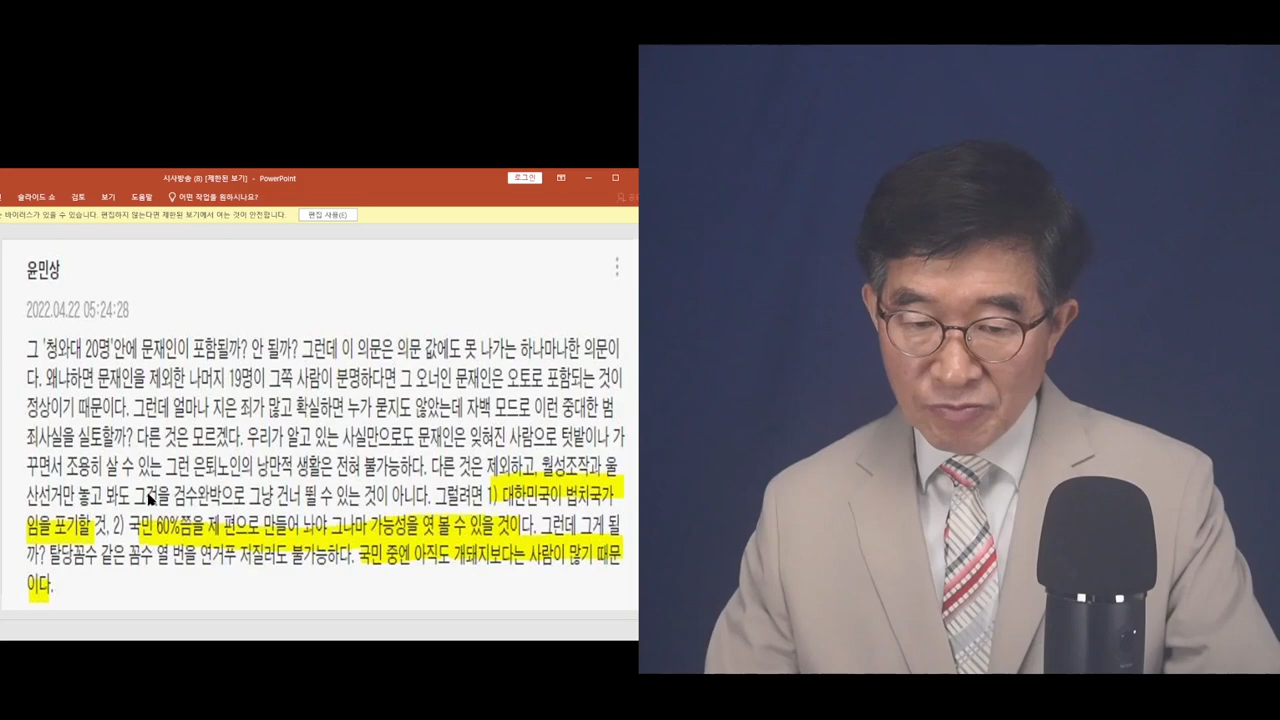 시사방송 (8) [제한된 보기] - PowerPoint
로그인
슬라이드 쇼 검토 보기 도움말 어떤 작업을 원하시나요?
바이러스가 있을 수 있습니다. 편집하지 않는다면 제한된 보기에서 여는 것이 안전합니다. 편집 사용(E)
윤민상
2022.04.22 05:24:28
그 '청와대 20명'안에 문재인이 포함될까? 안 될까? 그런데 이 의문은 의문 값에도 못 나가는 하나마나한 의문이
다. 왜냐하면 문재인을 제외한 나머지 19명이 그쪽 사람이 분명하다면 그 오너인 문재인은 오토로 포함되는 것이
정상이기 때문이다. 그런데 얼마나 지은 죄가 많고 확실하면 누가 묻지도 않았는데 자백 모드로 이런 중대한 범
죄사실을 실토할까? 다른 것은 모르겠다. 우리가 알고 있는 사실만으로도 문재인은 잊혀진 사람으로 텃밭이나 가
꾸면서 조용히 살 수 있는 그런 은퇴노인의 낭만적 생활은 전혀 불가능하다. 다른 것은 제외하고, 월성조작과 울
산선거만 놓고 봐도 그것을 검수완박으로 그냥 건너 뛸 수 있는 것이 아니다. 그럴려면 1) 대한민국이 법치국가
임을 포기할 것, 2) 국민 60%쯤을 제 편으로 만들어 놔야 그나마 가능성을 엿 볼 수 있을 것이다. 그런데 그게 될
까? 탈당꼼수 같은 꼼수 열 번을 연거푸 저질러도 불가능하다. 국민 중엔 아직도 개돼지보다는 사람이 많기 때문
이다.